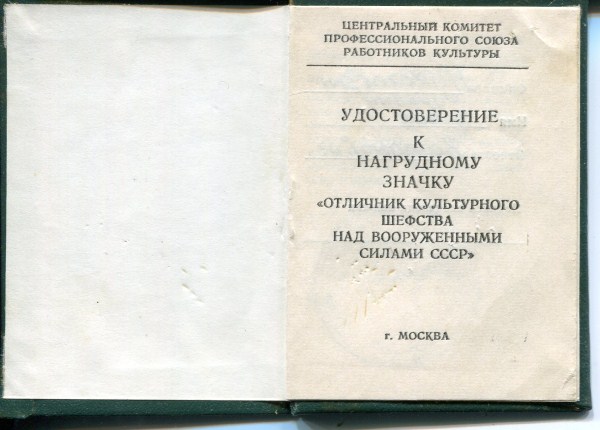 ЦЕНТРАЛЬНЫЙ КОМИТЕТ
ПРОФЕССИОНАЛЬНОГО СОЮЗА
РАБОТНИКОВ КУЛЬТУРЫ
УДОСТОВЕРЕНИЕ
К
НАГРУДНОМУ
ЗНАЧКУ
«ОТЛИЧНИК КУЛЬТУРНОГО
ШЕФСТВА
НАД ВООРУЖЕННЫМИ
СИЛАМИ СССР»
г. МОСКВА